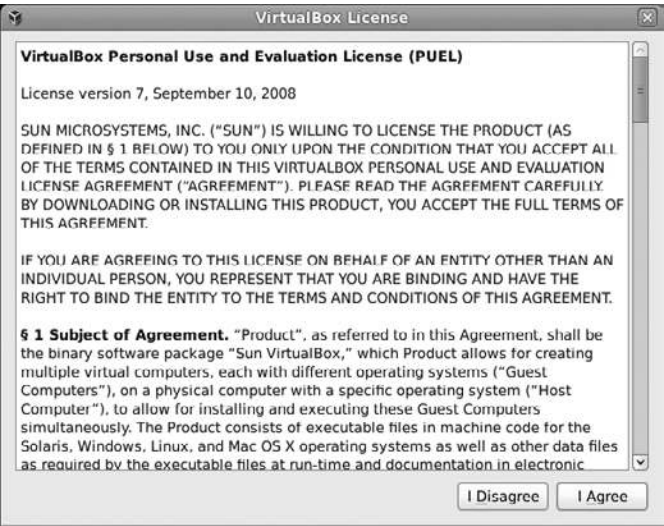 VirtualBox License
VirtualBox Personal Use and Evaluation License (PUEL)
License version 7, September 10, 2008
SUN MICROSYSTEMS, INC. (“SUN”) IS WILLING TO LICENSE THE PRODUCT (AS
DEFINED IN § 1 BELOW) TO YOU ONLY UPON THE CONDITION THAT YOU ACCEPT ALL
OF THE TERMS CONTAINED IN THIS VIRTUALBOX PERSONAL USE AND EVALUATION
LICENSE AGREEMENT (“AGREEMENT”). PLEASE READ THE AGREEMENT CAREFULLY.
BY DOWNLOADING OR INSTALLING THIS PRODUCT, YOU ACCEPT THE FULL TERMS OF
THIS AGREEMENT.
IF YOU ARE AGREEING TO THIS LICENSE ON BEHALF OF AN ENTITY OTHER THAN AN
INDIVIDUAL PERSON, YOU REPRESENT THAT YOU ARE BINDING AND HAVE THE
RIGHT TO BIND THE ENTITY TO THE TERMS AND CONDITIONS OF THIS AGREEMENT.
§ 1 Subject of Agreement. “Product”, as referred to in this Agreement, shall be
the binary software package “Sun VirtualBox,” which Product allows for creating
multiple virtual computers, each with different operating systems (“Guest
Computers”), on a physical computer with a specific operating system (“Host
Computer”), to allow for installing and executing these Guest Computers
simultaneously. The Product consists of executable files in machine code for the
Solaris, Windows, Linux, and Mac OS X operating systems as well as other data files
as required by the executable files at run-time and documentation in electronic
I Disagree
I Agree